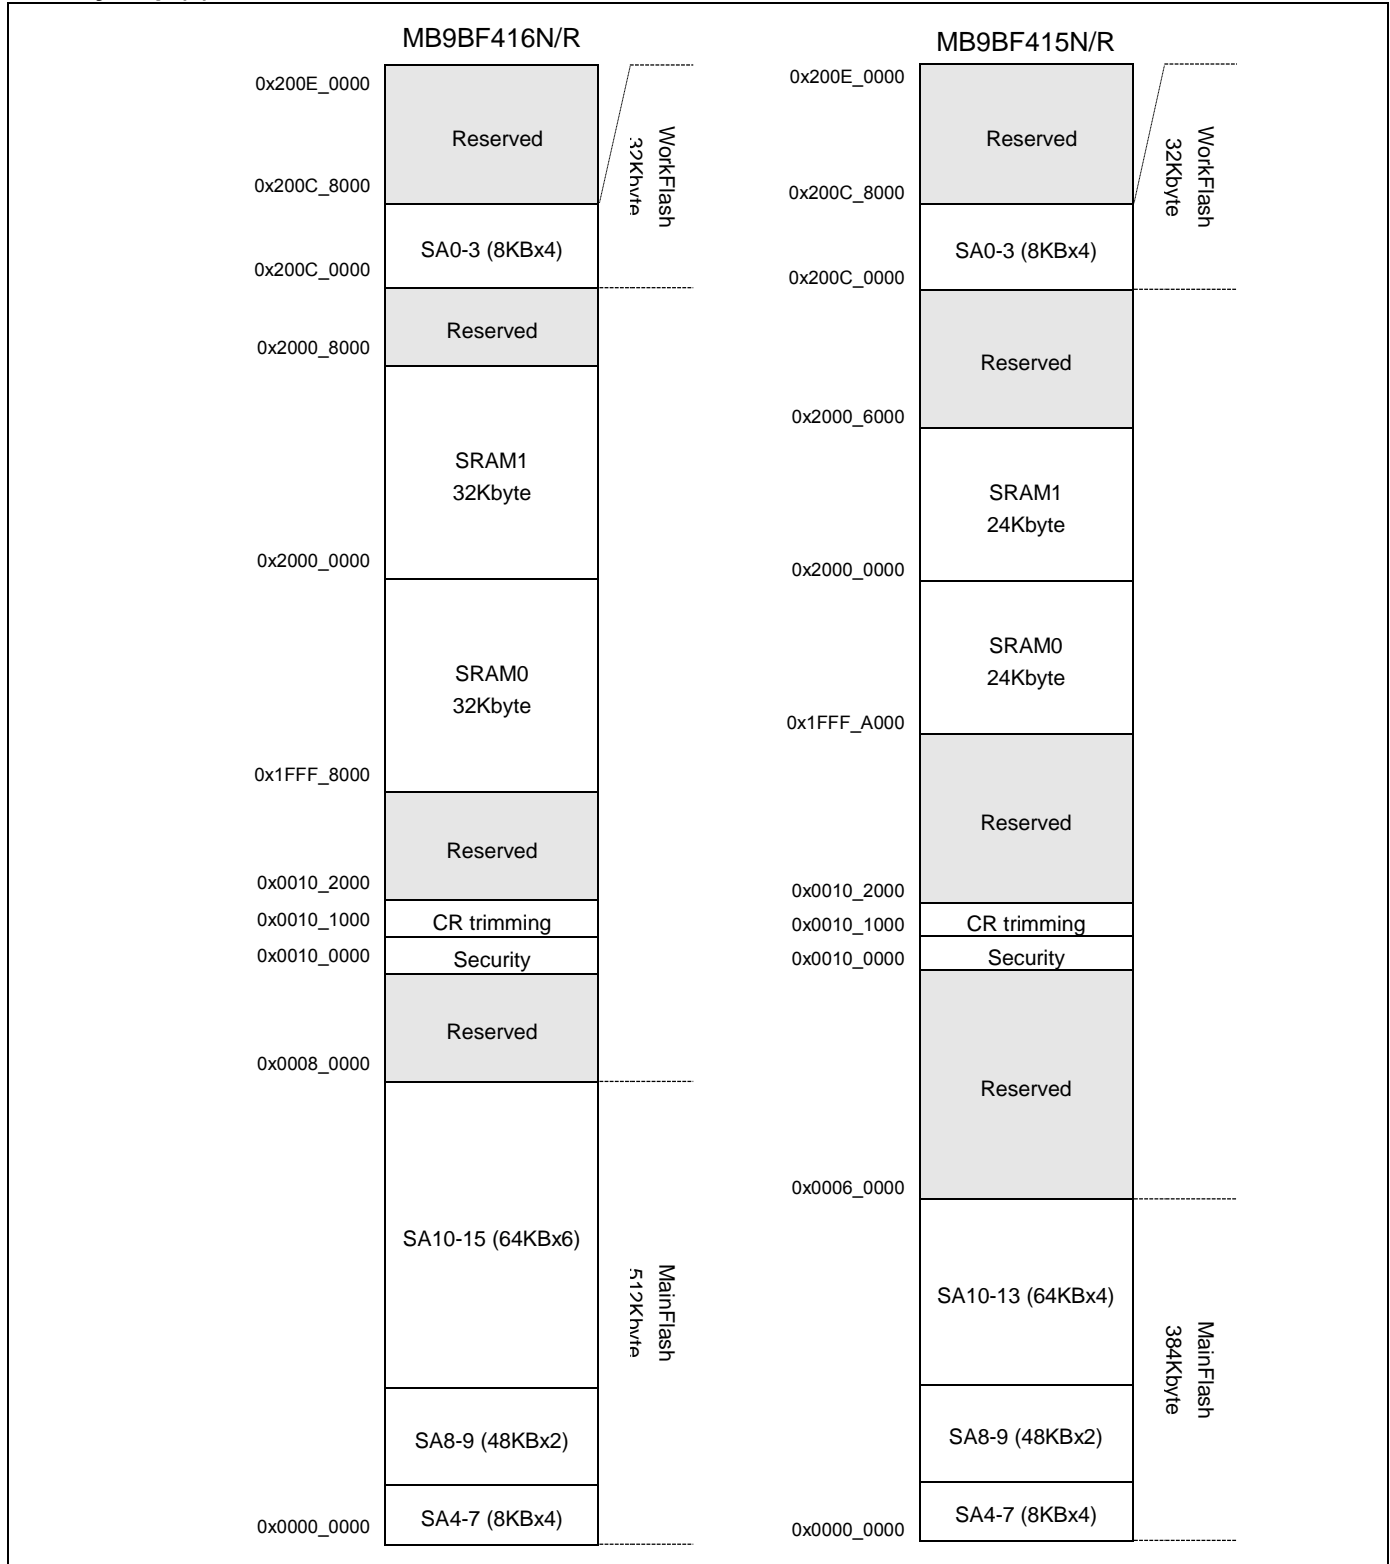 MB9BF416N/R
0x200E_0000
Reserved
0x200C_8000
SA0-3 (8KBx4)
0x200C_0000
Reserved
0x2000_8000
SRAM1
32Kbyte
0x2000_0000
SRAM0
32Kbyte
0x1FFF_8000
Reserved
0x0010_2000
CR trimming
0x0010_1000
Security
0x0010_0000
Reserved
0x0008_0000
SA10-15 (64KBx6)
SA8-9 (48KBx2)
SA4-7 (8KBx4)
0x0000_0000
WorkFlash
32Kbyte
MainFlash
512Kbyte
MB9BF415N/R
0x200E_0000
Reserved
0x200C_8000
SA0-3 (8KBx4)
0x200C_0000
Reserved
0x2000_6000
SRAM1
24Kbyte
0x2000_0000
SRAM0
24Kbyte
0x1FFF_A000
Reserved
0x0010_2000
CR trimming
0x0010_1000
Security
0x0010_0000
Reserved
0x0006_0000
SA10-13 (64KBx4)
SA8-9 (48KBx2)
SA4-7 (8KBx4)
0x0000_0000
WorkFlash
32Kbyte
MainFlash
384Kbyte